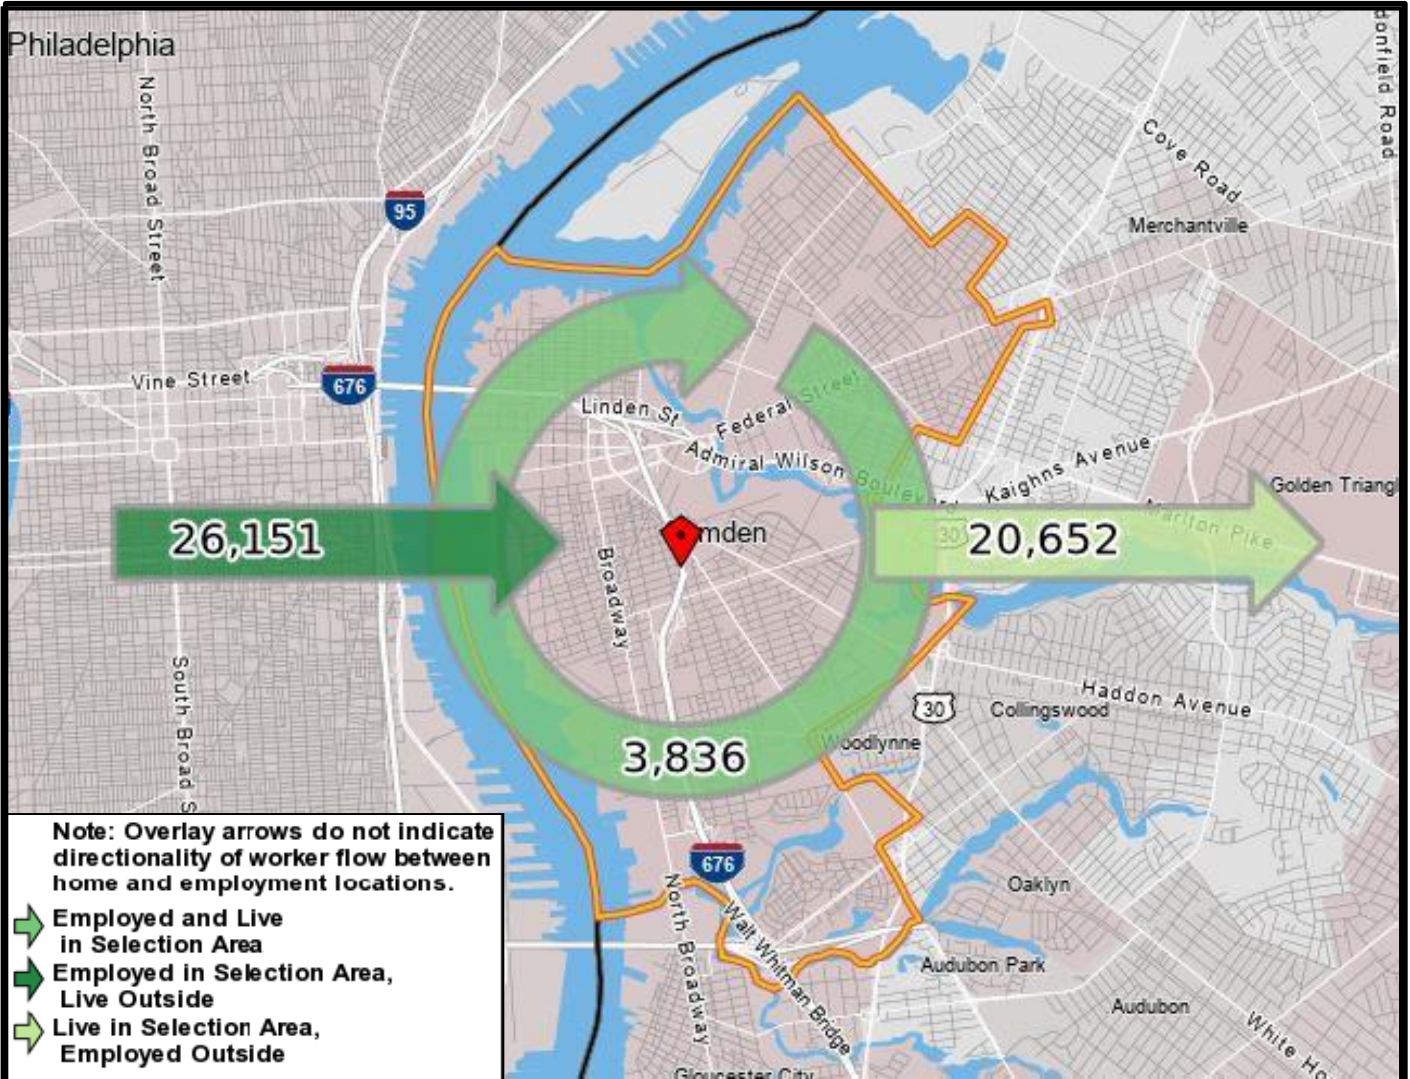 Philadelphia
donfield Road
North Broad Street
Cove Road
95
Merchantville
Vine Street
676
Linden St
Federal Street
Admiral Wilson Boulevard
Kaighns Avenue
Golden Triangl
Marlton Pike
26,151
mden
30
20,652
Broadway
South Broad S
Haddon Avenue
30
Collingswood
Woodlynne
3,836
Note: Overlay arrows do not indicate
directionality of worker flow between
home and employment locations.
Employed and Live
in Selection Area
Employed in Selection Area,
Live Outside
Live in Selection Area,
Employed Outside
676
Oaklyn
North Broadway
Walt Whitman Bridge
Audubon Park
Audubon
White Ho
Gloucester City